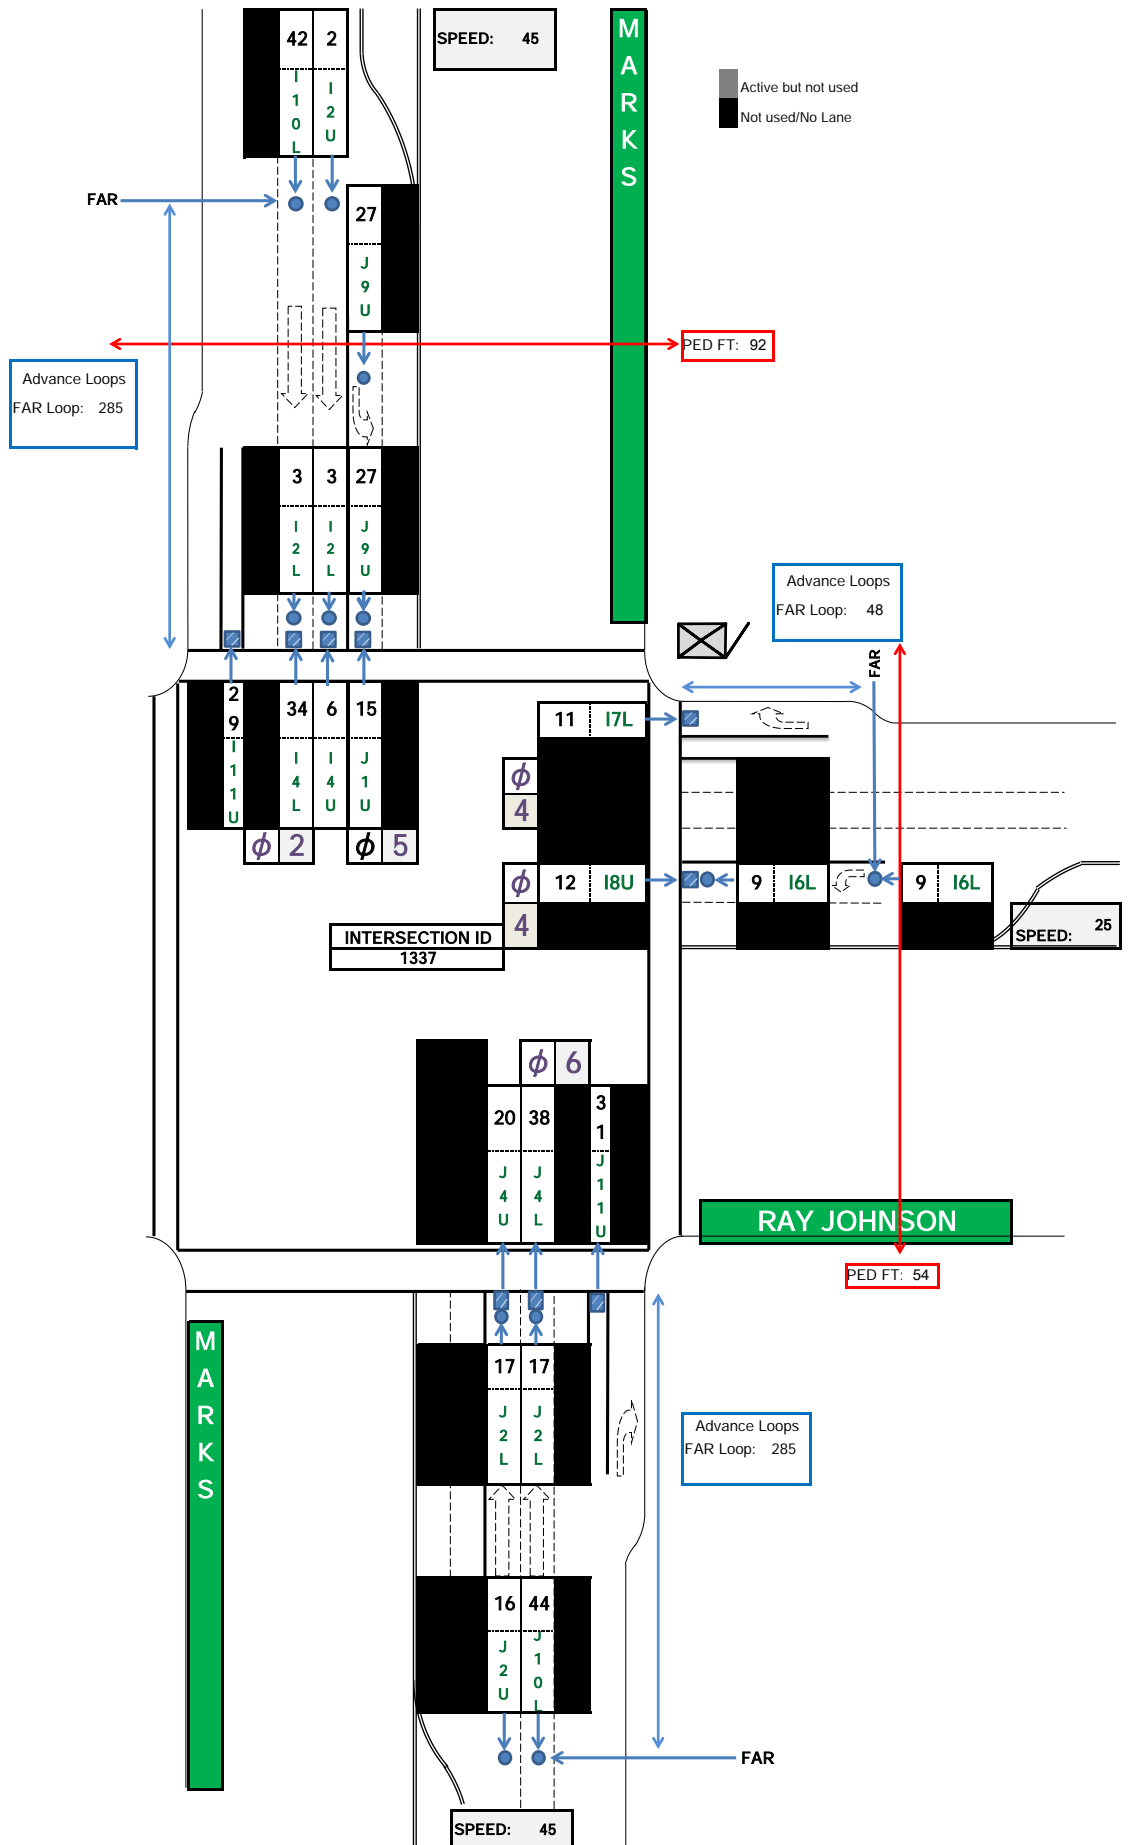 42 2
I10L I2U
SPEED: 45
MARKS
Active but not used
Not used/No Lane
FAR
27
J9U
PED FT: 92
Advance Loops
FAR Loop: 285
3 3 27
I2L I2L J9U
Advance Loops
FAR Loop: 48
FAR
29 34 6 15
I11U I4L I4U J1U
ϕ 2 ϕ 5
11 I7L
ϕ
4
ϕ 12 I8U
4
9 I6L
9 I6L
SPEED: 25
INTERSECTION ID
1337
ϕ 6
20 38 31
J4U J4L J11U
RAY JOHNSON
PED FT: 54
MARKS
17 17
J2L J2L
Advance Loops
FAR Loop: 285
16 44
J2U J10L
FAR
SPEED: 45